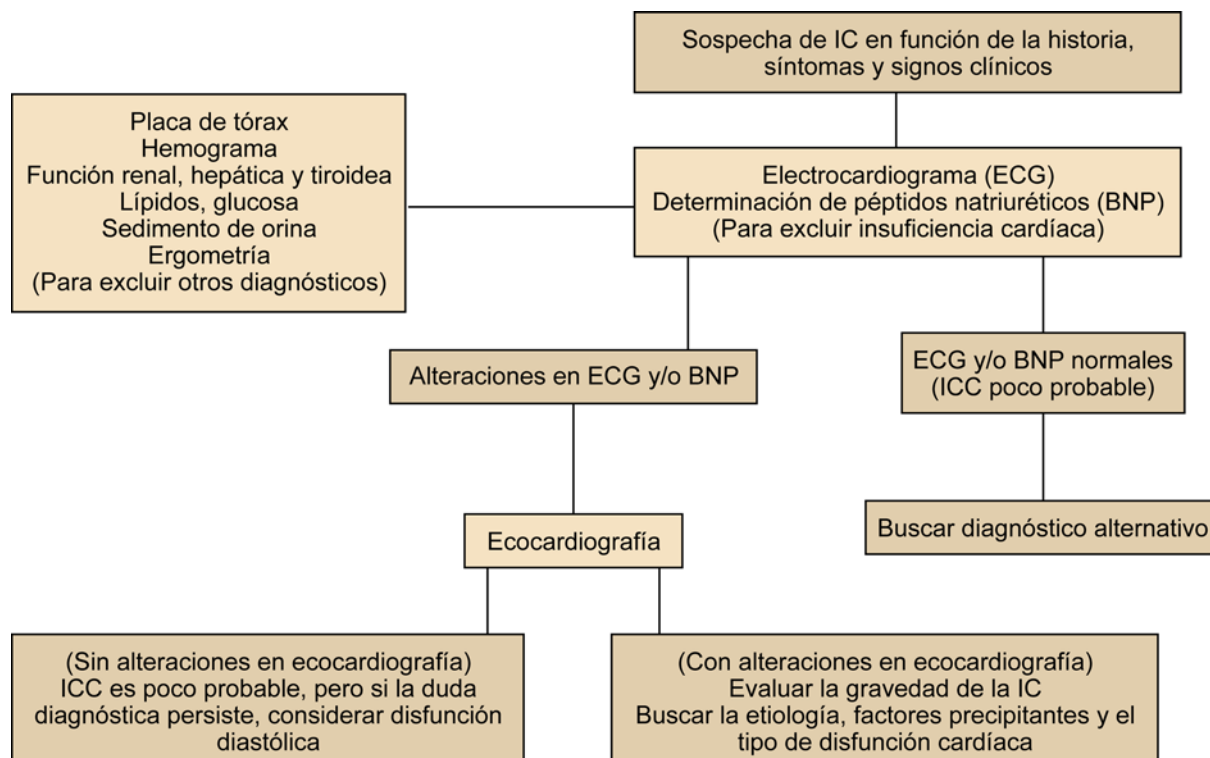 Sospecha de IC en función de la historia,
síntomas y signos clínicos
Placa de tórax
Hemograma
Función renal, hepática y tiroidea
Lípidos, glucosa
Sedimento de orina
Ergometría
(Para excluir otros diagnósticos)
Electrocardiograma (ECG)
Determinación de péptidos natriuréticos (BNP)
(Para excluir insuficiencia cardíaca)
Alteraciones en ECG y/o BNP
ECG y/o BNP normales
(ICC poco probable)
Ecocardiografía
Buscar diagnóstico alternativo
(Sin alteraciones en ecocardiografía)
ICC es poco probable, pero si la duda
diagnóstica persiste, considerar disfunción
diastólica
(Con alteraciones en ecocardiografía)
Evaluar la gravedad de la IC
Buscar la etiología, factores precipitantes y el
tipo de disfunción cardíaca